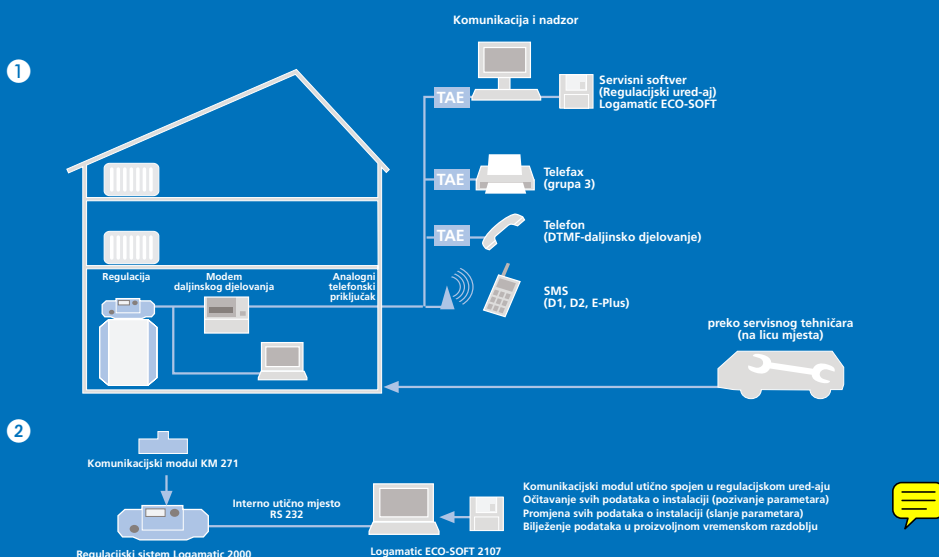 Komunikacija i nadzor
1
TAE
Servisni softver
(Regulacijski ured-aj)
Logamatic ECO-SOFT
TAE
Telefax
(grupa 3)
TAE
Telefon
(DTMF-daljinsko djelovanje)
Regulacija
Modem
daljinskog djelovanja
Analogni
telefonski
priključak
SMS
(D1, D2, E-Plus)
preko servisnog tehničara
(na licu mjesta)
2
Komunikacijski modul KM 271
Interno utično mjesto
RS 232
Komunikacijski modul utično spojen u regulacijskom ured-aju
Očitavanje svih podataka o instalaciji (pozivanje parametara)
Promjena svih podataka o instalaciji (slanje parametara)
Bilježenje podataka u proizvoljnom vremenskom razdoblju
Regulacijski sistem Logamatic 2000
Logamatic ECO-SOFT 2107